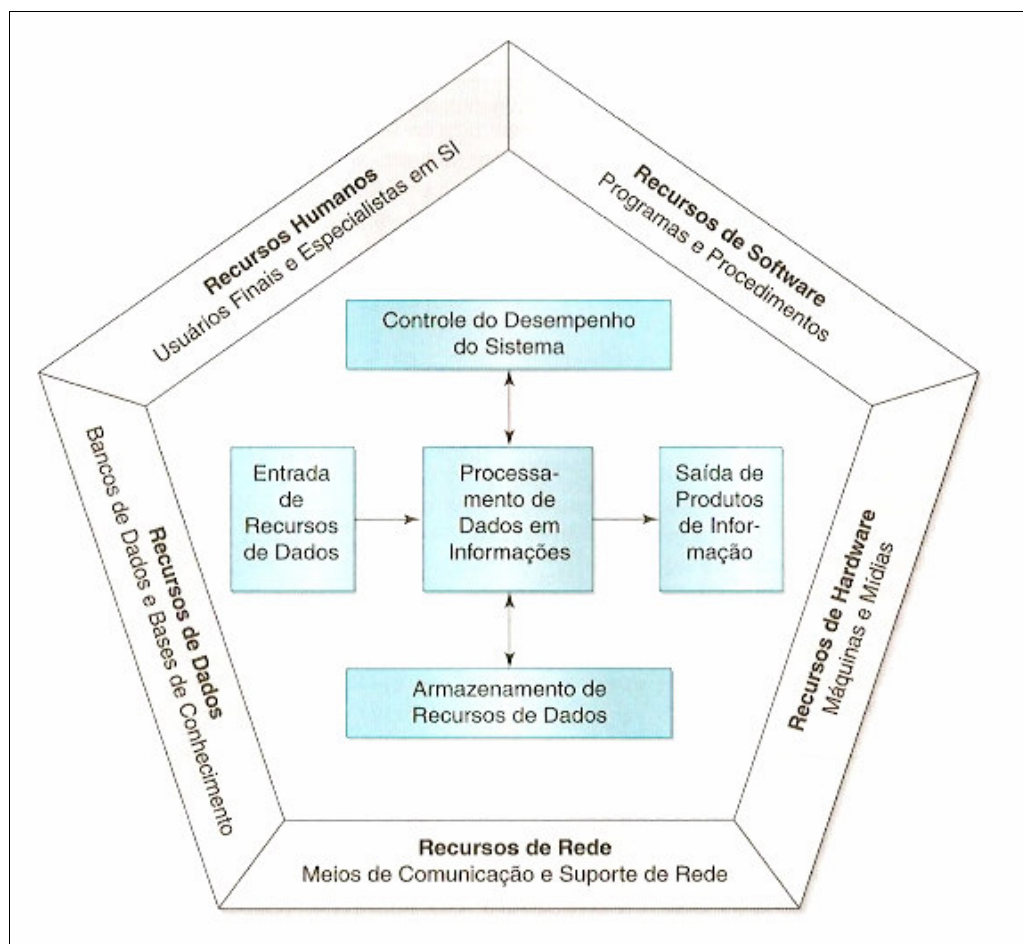 Recursos Humanos
Usuários Finais e Especialistas em SI
Recursos de Software
Programas e Procedimentos
Controle do Desempenho
do Sistema
Entrada
de
Recursos
de Dados
Processa-
mento de
Dados em
Informações
Saída de
Produtos
de Infor-
mação
Armazenamento de
Recursos de Dados
Recursos de Dados
Bancos de Dados e Bases de Conhecimento
Recursos de Hardware
Máquinas e Mídias
Recursos de Rede
Meios de Comunicação e Suporte de Rede